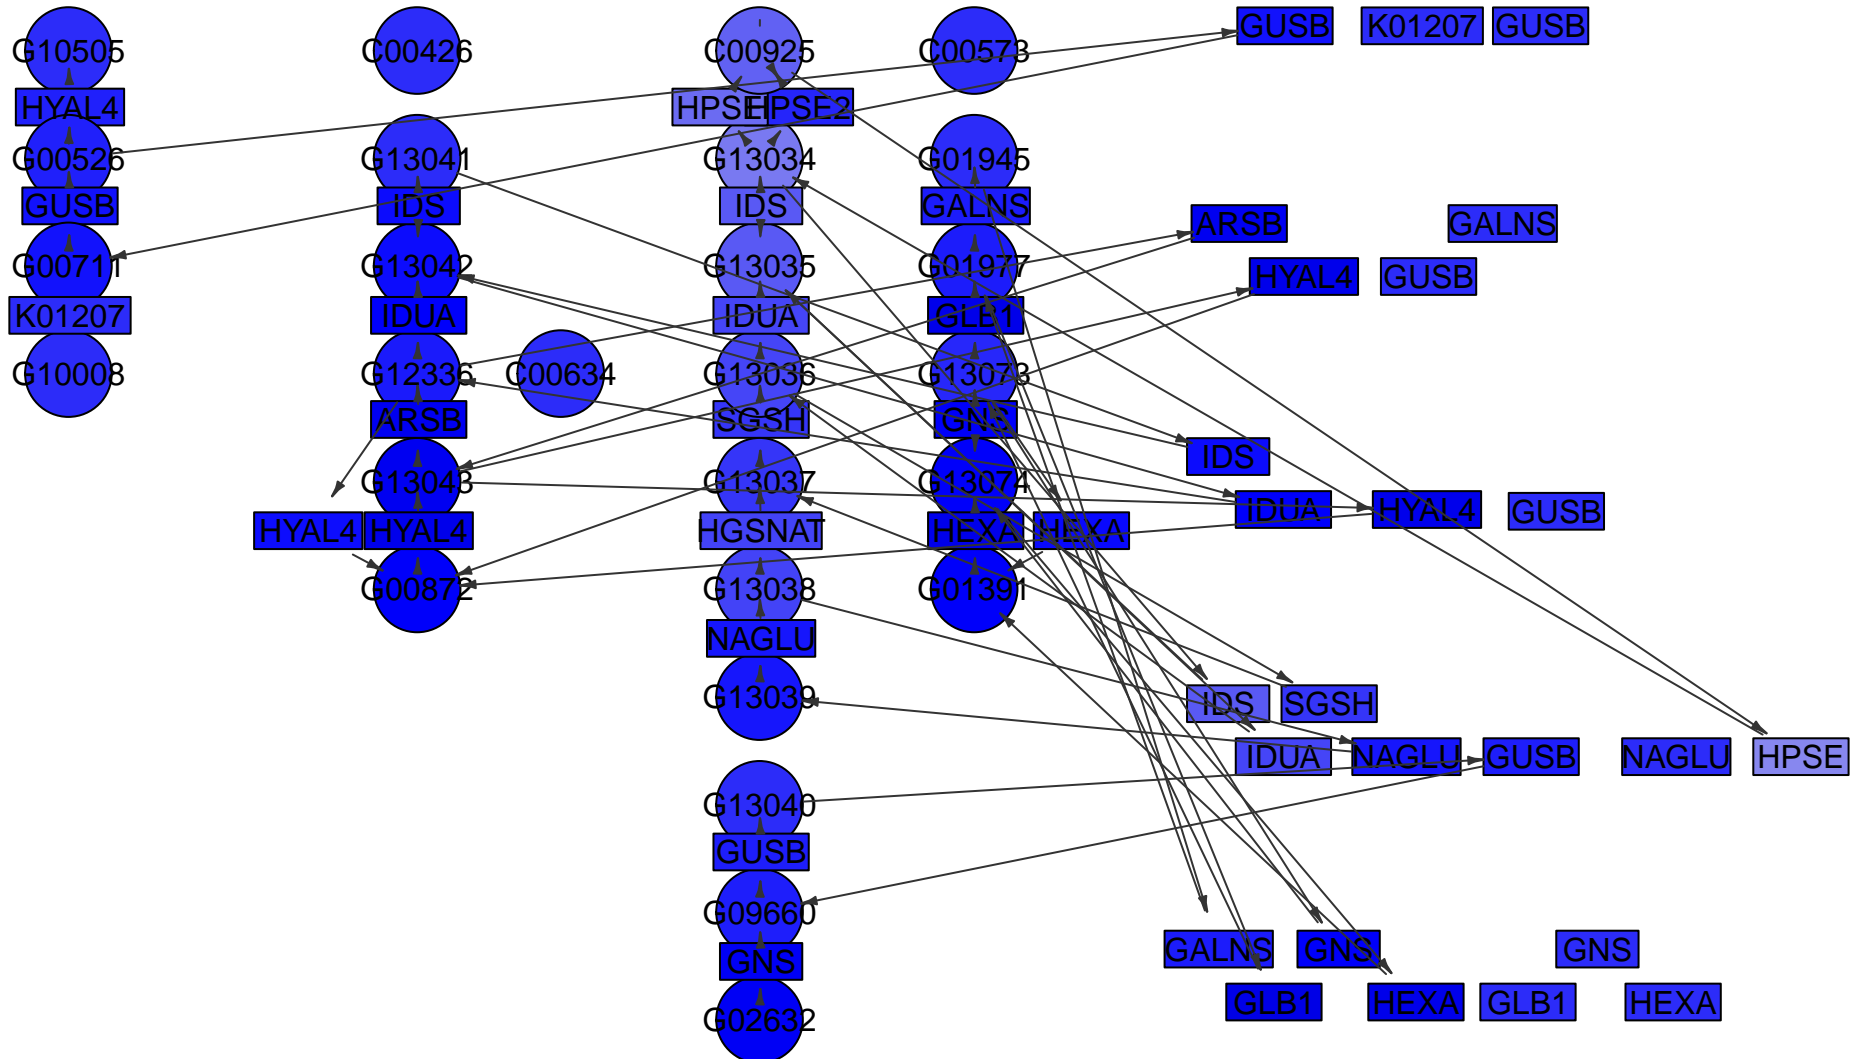 G10505 C00426 C00925 C00573 GUSB K01207 GUSB
HYAL4 HPSE HPSE2
G00526 G13041 G13034 G01945
GUSB IDS IDS GALNS ARSB GALNS
G00711 G13042 G13035 G01977 HYAL4 GUSB
K01207 IDUA IDUA GLB1
G10008 G12336 C00634 G13036 G13073
ARSB SGSH GNS IDS
G13043 G13037 G13074 IDUA HYAL4 GUSB
HYAL4 HYAL4 HGSNAT HEXA HEXA
G00872 G13038 G01391
NAGLU
G13039 IDS SGSH
IDUA NAGLU GUSB NAGLU HPSE
G13040
GUSB
G09660
GNS GALNS GNS GNS
G02632 GLB1 HEXA GLB1 HEXA